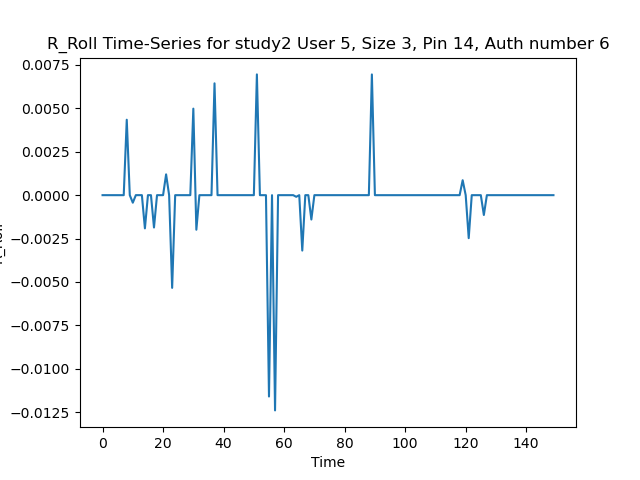 R_Roll Time-Series for study2 User 5, Size 3, Pin 14, Auth number 6
0.0075
0.0050
0.0025
0.0000
−0.0025
−0.0050
−0.0075
−0.0100
−0.0125
R_Roll
0 20 40 60 80 100 120 140
Time